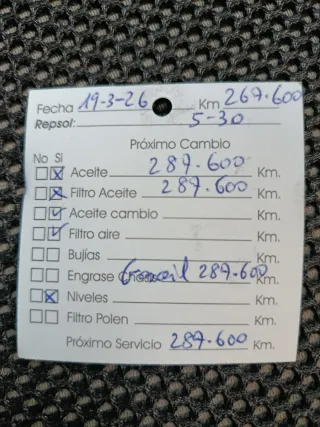 Fecha 19-3-26 Km 267.600
Repsol: 5-30
Próximo Cambio
No Si
Aceite 287.600 Km.
Filtro Aceite 287.600 Km.
Aceite cambio Km.
Filtro aire Km.
Bujías Km.
Engrase 287.600 Km.
Niveles Km.
Filtro Polen Km.
Próximo Servicio 287.600 Km.